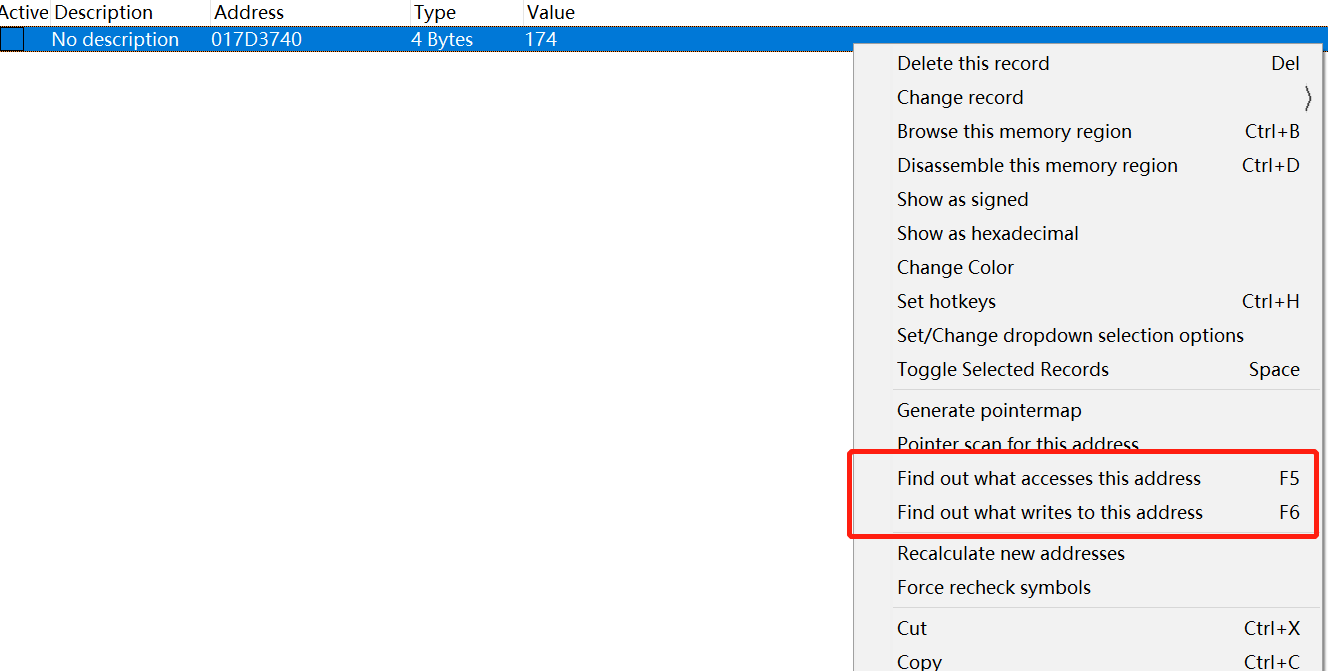 Active Description Address Type Value
No description 017D3740 4 Bytes 174
Delete this record Del
Change record
Browse this memory region Ctrl+B
Disassemble this memory region Ctrl+D
Show as signed
Show as hexadecimal
Change Color
Set hotkeys Ctrl+H
Set/Change dropdown selection options
Toggle Selected Records Space
Generate pointermap
Pointer scan for this address
Find out what accesses this address F5
Find out what writes to this address F6
Recalculate new addresses
Force recheck symbols
Cut Ctrl+X
Copy Ctrl+C